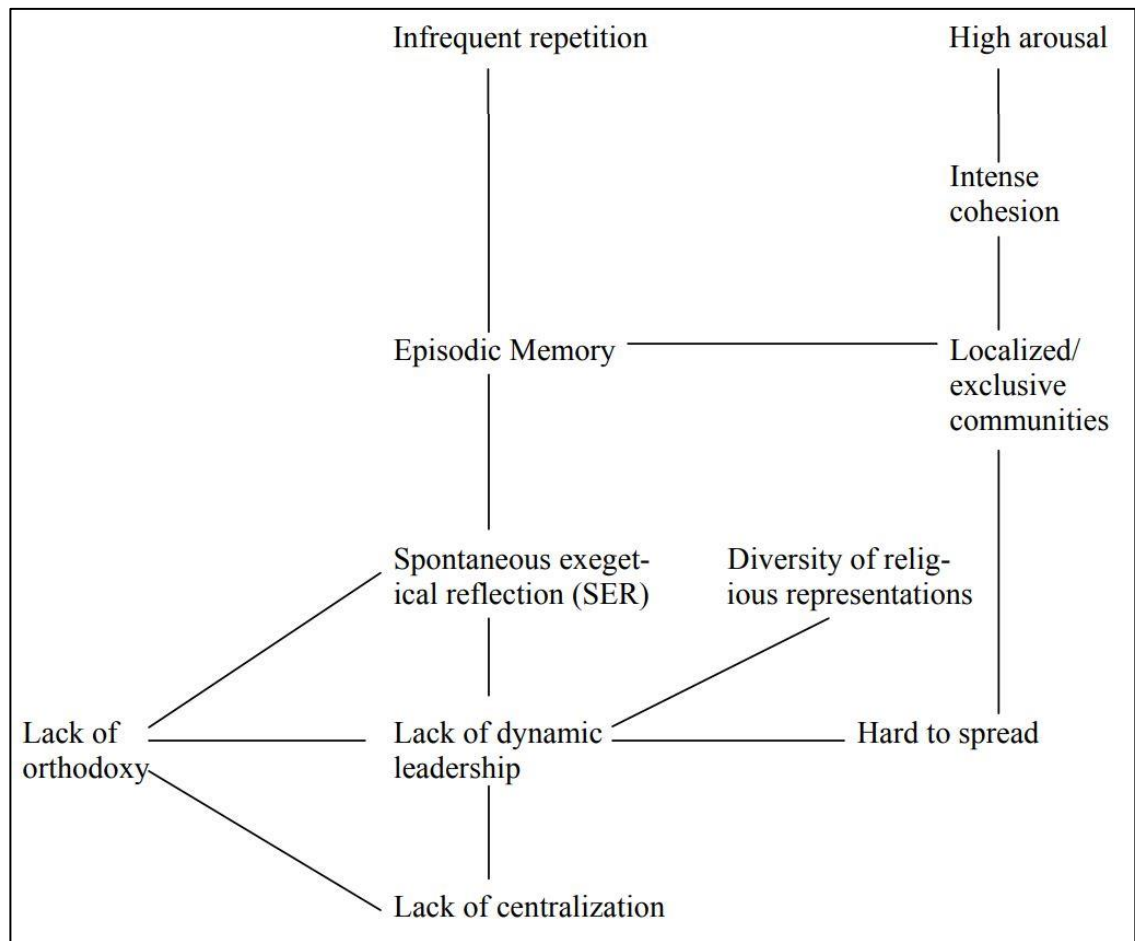 Infrequent repetition
High arousal
Intense
cohesion
Episodic Memory
Localized/
exclusive
communities
Spontaneous exeget-
ical reflection (SER)
Diversity of relig-
ious representations
Lack of
orthodoxy
Lack of dynamic
leadership
Hard to spread
Lack of centralization